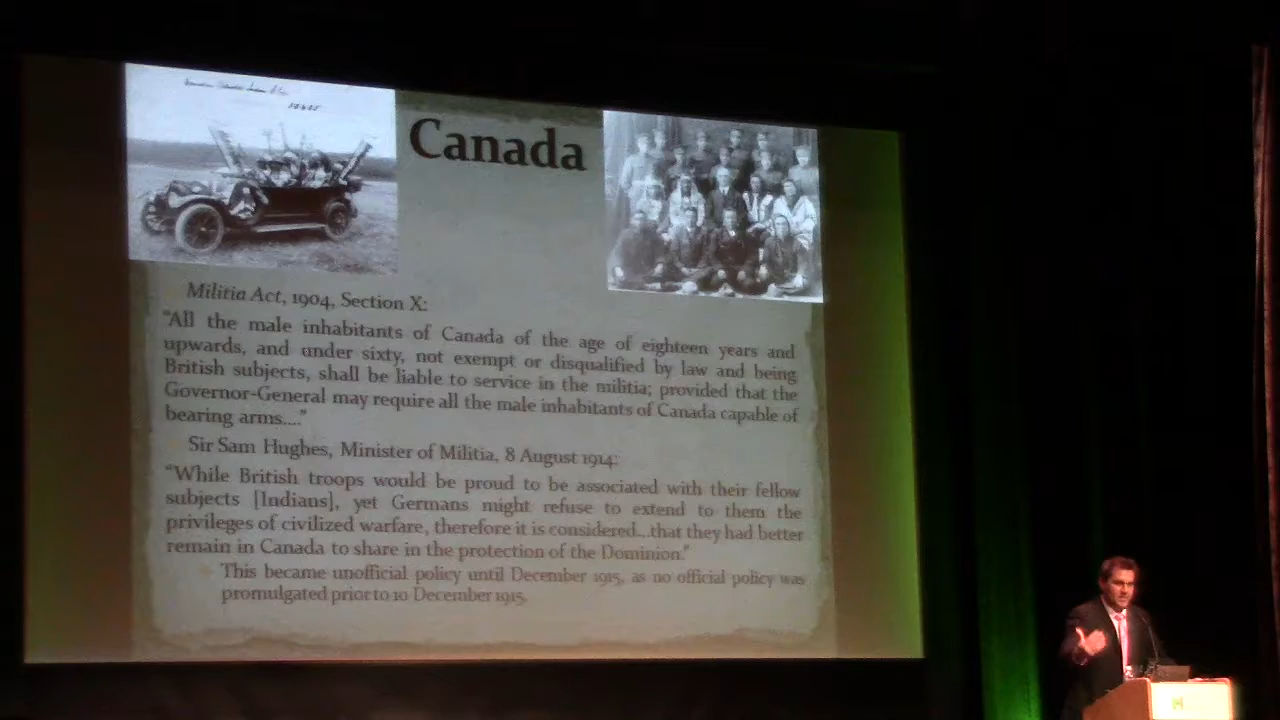 Canada
Militia Act, 1904, Section X:
“All the male inhabitants of Canada of the age of eighteen years and
upwards, and under sixty, not exempt or disqualified by law and being
British subjects, shall be liable to service in the militia; provided that the
Governor-General may require all the male inhabitants of Canada capable of
bearing arms....”
Sir Sam Hughes, Minister of Militia, 8 August 1914:
“While British troops would be proud to be associated with their fellow
subjects [Indians], yet Germans might refuse to extend to them the
privileges of civilized warfare, therefore it is considered...that they had better
remain in Canada to share in the protection of the Dominion.”
This became unofficial policy until December 1915, as no official policy was
promulgated prior to 10 December 1915.
H